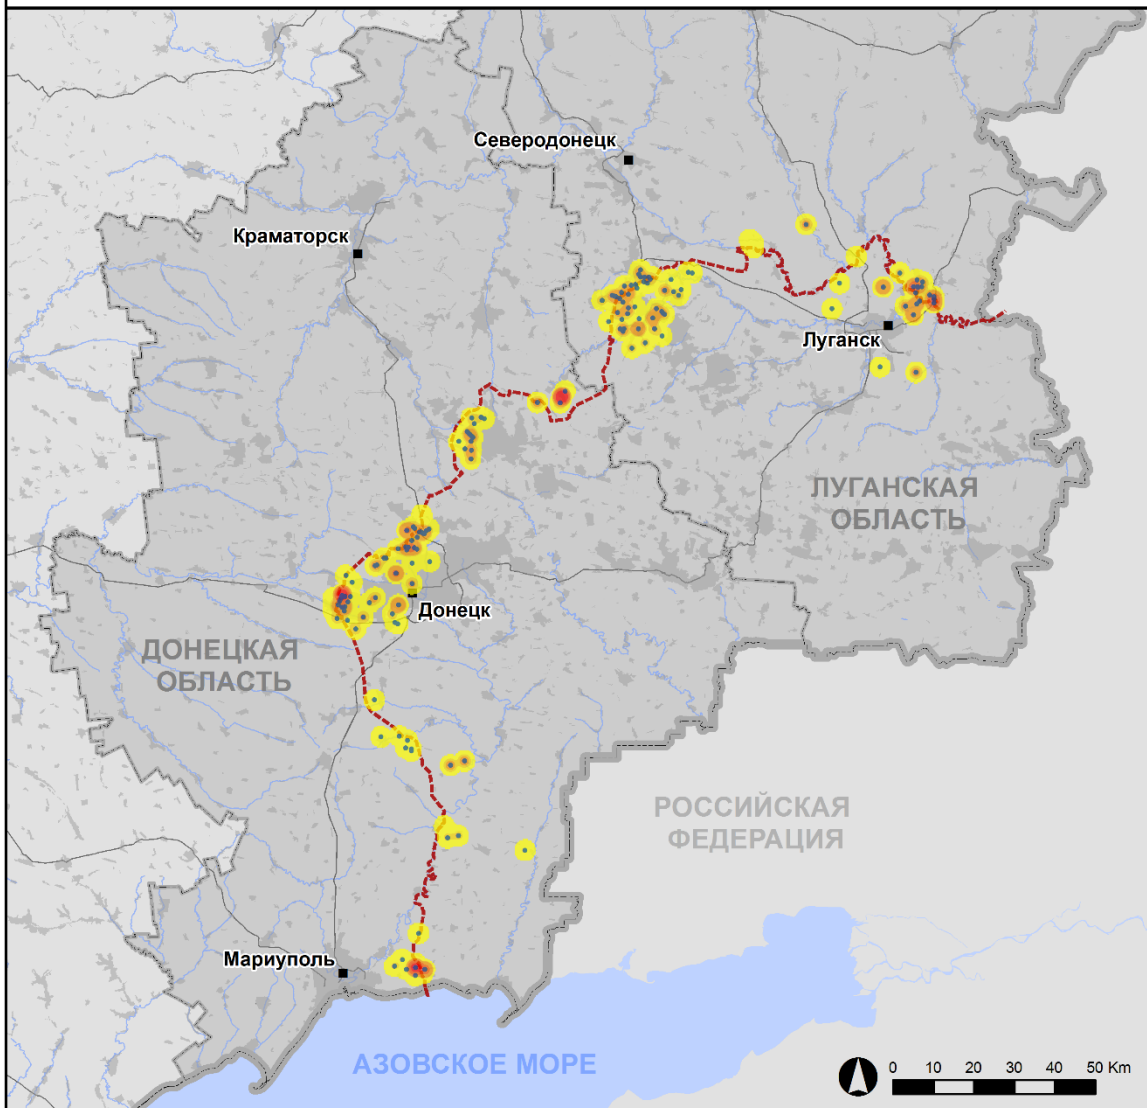 Северодонецк
Краматорск
Луганск
ЛУГАНСКАЯ
ОБЛАСТЬ
Донецк
ДОНЕЦКАЯ
ОБЛАСТЬ
РОССИЙСКАЯ
ФЕДЕРАЦИЯ
Мариуполь
АЗОВСКОЕ МОРЕ
0 10 20 30 40 50 Km